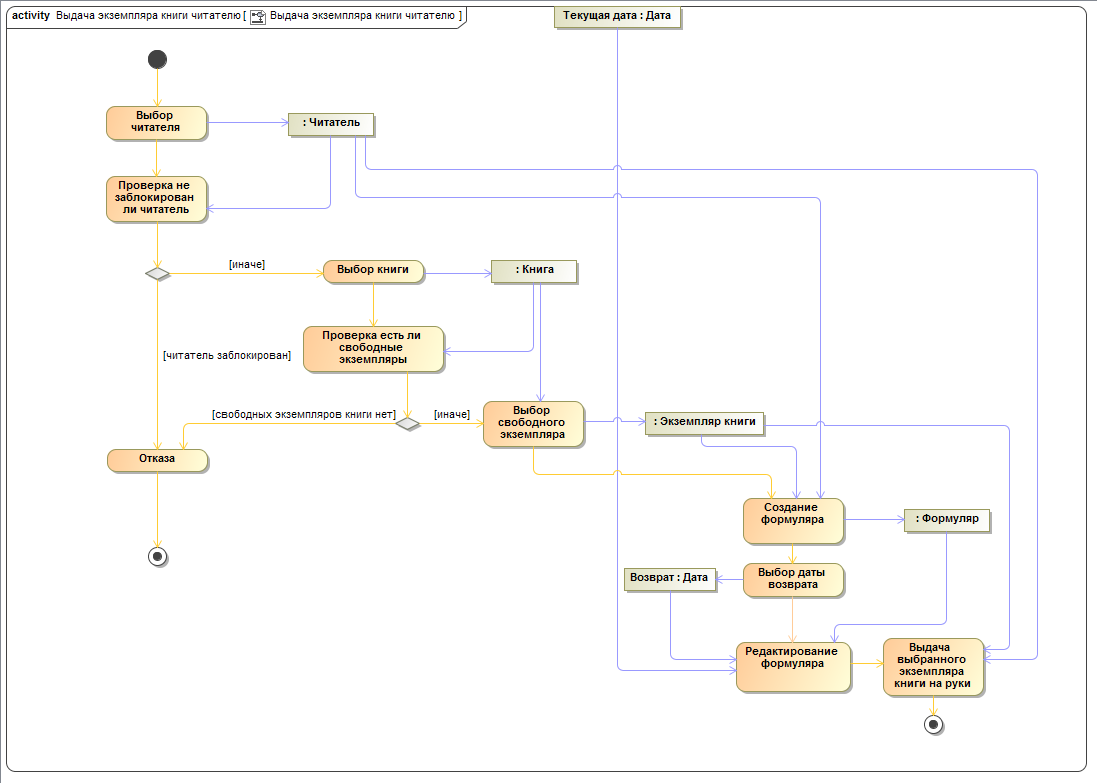 activity Выдача экземпляра книги читателю [ Выдача экземпляра книги читателю ]
Текущая дата : Дата
Выбор
читателя
: Читатель
Проверка не
заблокирован
ли читатель
[иначе]
Выбор книги
: Книга
Проверка есть ли
свободные
экземпляры
[читатель заблокирован]
[свободных экземпляров книги нет]
[иначе]
Выбор
свободного
экземпляра
: Экземпляр книги
Отказа
Создание
формуляра
: Формуляр
Выбор даты
возврата
Возврат : Дата
Редактирование
формуляра
Выдача
выбранного
экземпляра
книги на руки